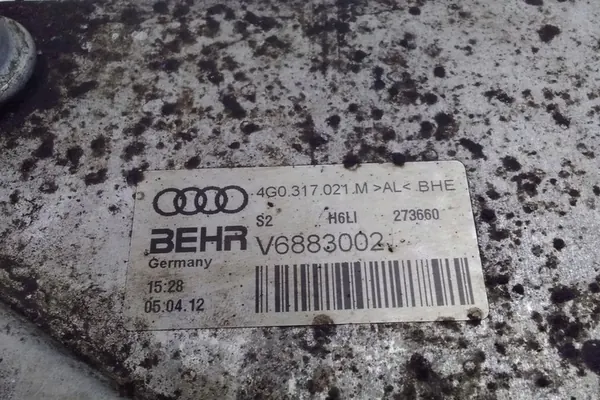 4G0.317.021.M >AL< .BHE
S2 H6LI 273660
BEHR V6883002
Germany
15:28
05.04.12